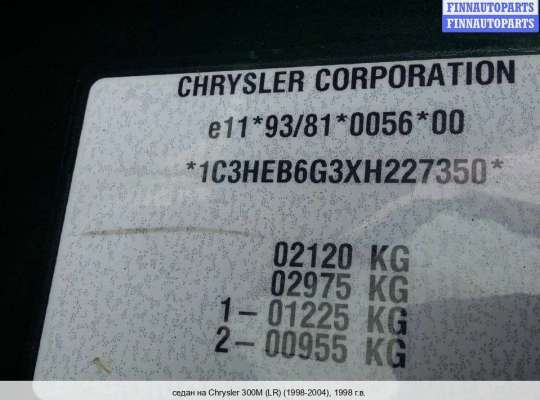 FINNAUTOPARTS
FINNAUTOPARTS
CHRYSLER CORPORATION
e11*93/81*0056*00
*1C3HEB6G3XH227350*
02120 KG
02975 KG
1-01225 KG
2-00955 KG
седан на Chrysler 300M (LR) (1998-2004), 1998 г.в.